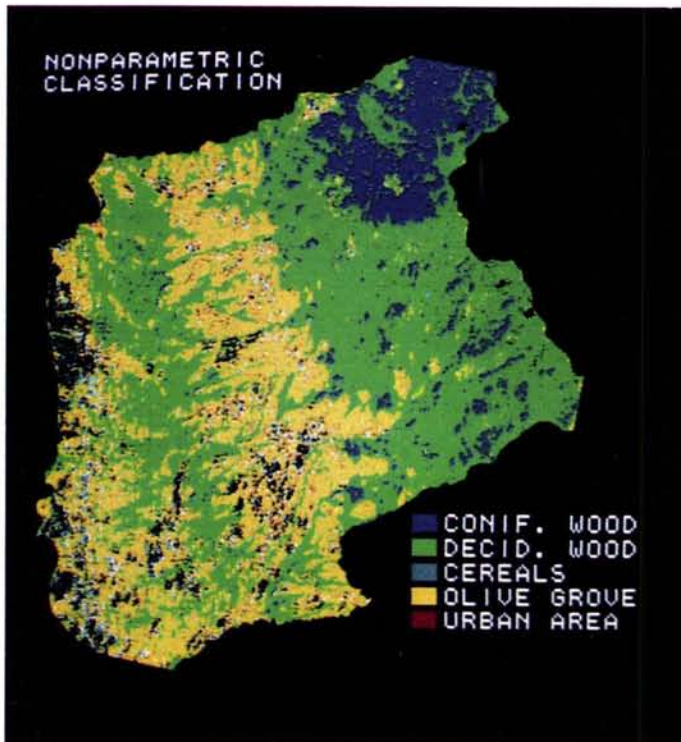 NONPARAMETRIC
CLASSIFICATION
CONIF. WOOD
DECID. WOOD
CEREALS
OLIVE GROVE
URBAN AREA